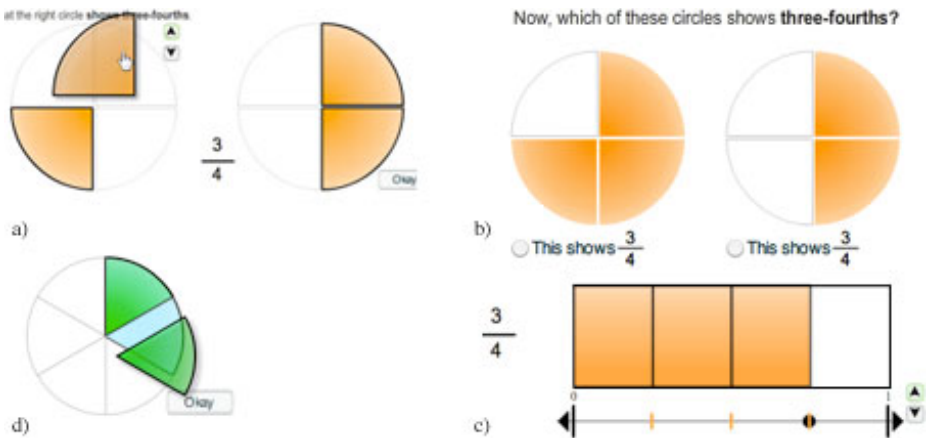 at the right circle shows three-fourths
3
4
Okay
a)
Now, which of these circles shows three-fourths?
This shows 3/4
This shows 3/4
b)
Okay
d)
3
4
0 1
c)